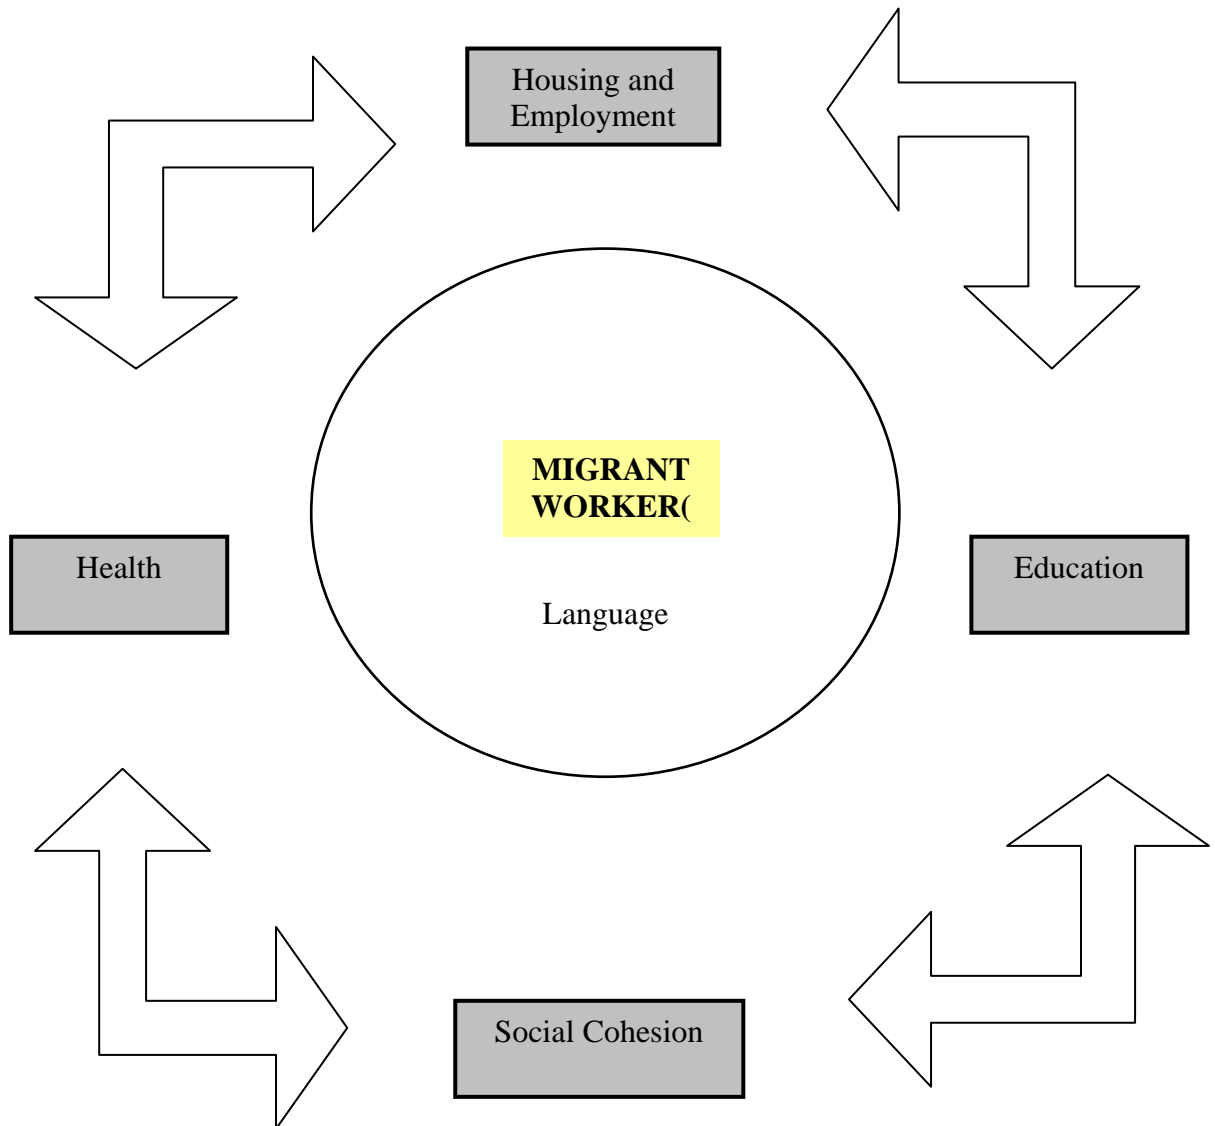 Housing and
Employment
MIGRANT
WORKER(
Health
Education
Language
Social Cohesion